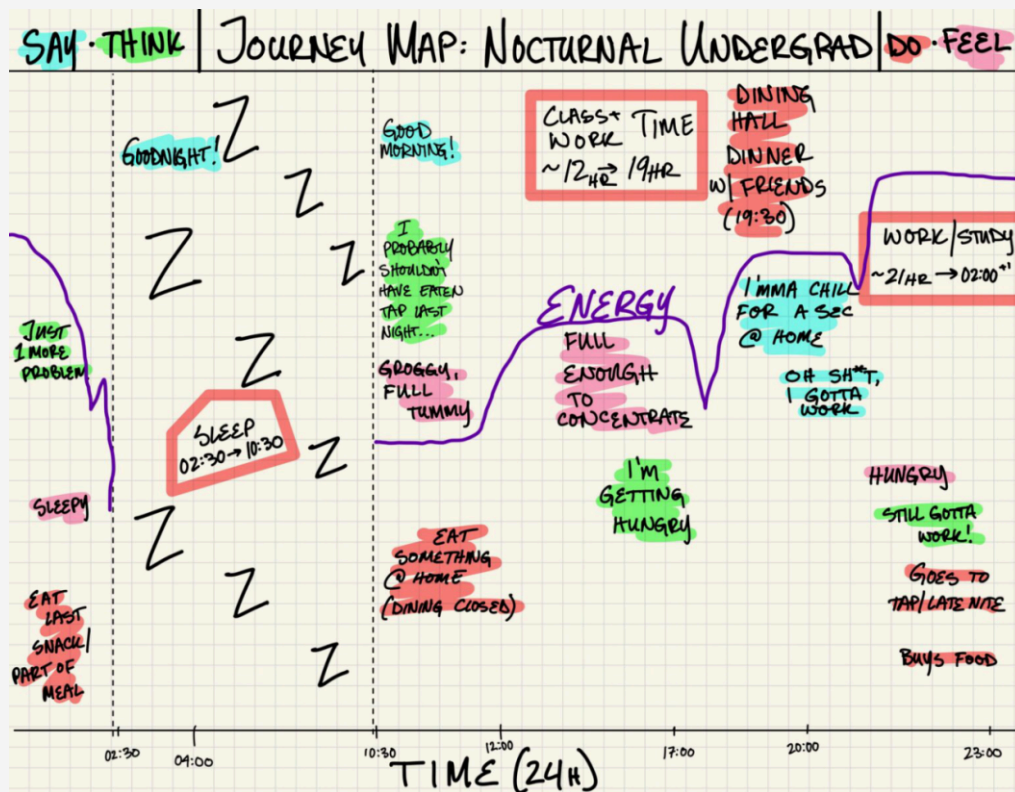 SAY · THINK
JOURNEY MAP: NOCTURNAL UNDERGRAD
DO · FEEL
GOODNIGHT!
Z
Z
Z
Z
Z
Z
Z
Z
Z
JUST
1 MORE
PROBLEM
SLEEPY
EAT
LAST
SNACK/
PART OF
MEAL
SLEEP
02:30→10:30
GOOD
MORNING!
I
PROBABLY
SHOULDN'T
HAVE EATEN
TAP LAST
NIGHT...
GROGGY,
FULL
TUMMY
EAT
SOMETHING
@ HOME
(DINING CLOSED)
CLASS+
WORK TIME
~12HR→19HR
ENERGY
FULL
ENOUGH
TO
CONCENTRATE
I'M
GETTING
HUNGRY
DINING
HALL
DINNER
W/ FRIENDS
(19:30)
I'MMA CHILL
FOR A SEC
@ HOME
OH SH*T,
I GOTTA
WORK
WORK/STUDY
~21HR→02:00+1
HUNGRY
STILL GOTTA
WORK!
GOES TO
TAP/LATE NITE
BUYS FOOD
02:30
04:00
10:30
12:00
17:00
20:00
23:00
TIME (24H)